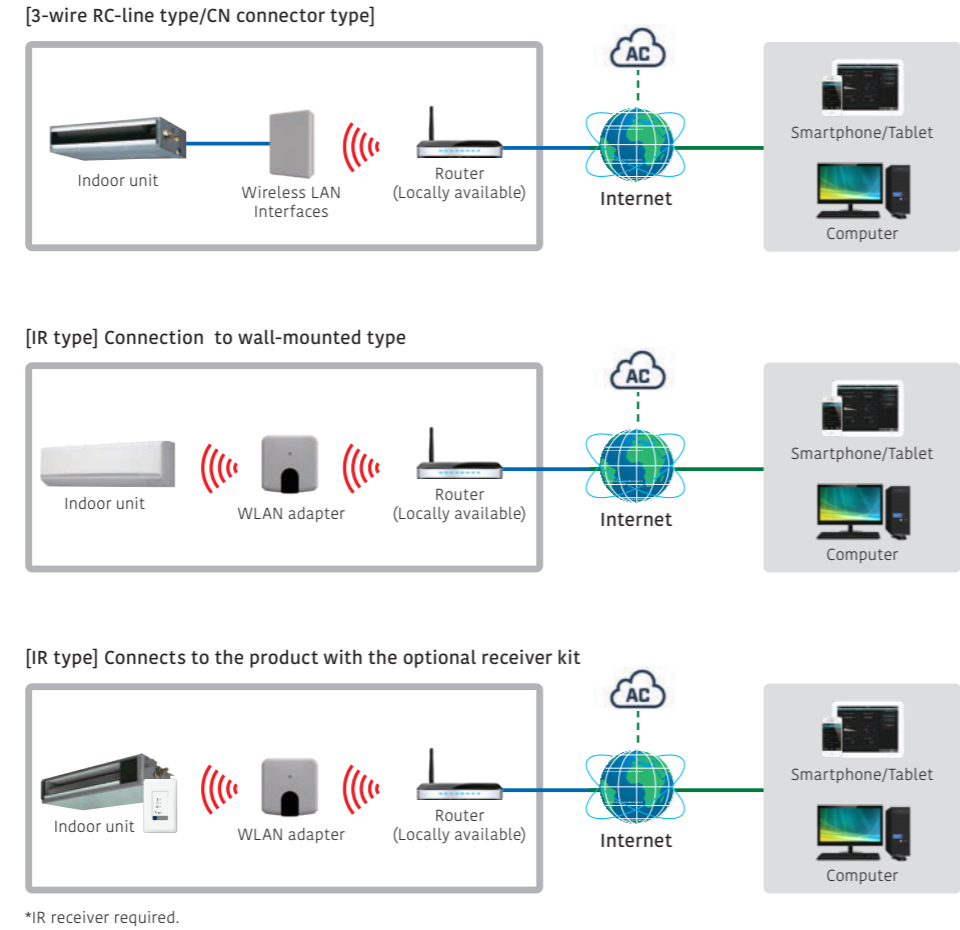 [3-wire RC-line type/CN connector type]
AC
Indoor unit
Wireless LAN
Interfaces
Router
(Locally available)
Internet
Smartphone/Tablet
Computer
[IR type] Connection to wall-mounted type
AC
Indoor unit
WLAN adapter
Router
(Locally available)
Internet
Smartphone/Tablet
Computer
[IR type] Connects to the product with the optional receiver kit
AC
Indoor unit
WLAN adapter
Router
(Locally available)
Internet
Smartphone/Tablet
Computer
*IR receiver required.